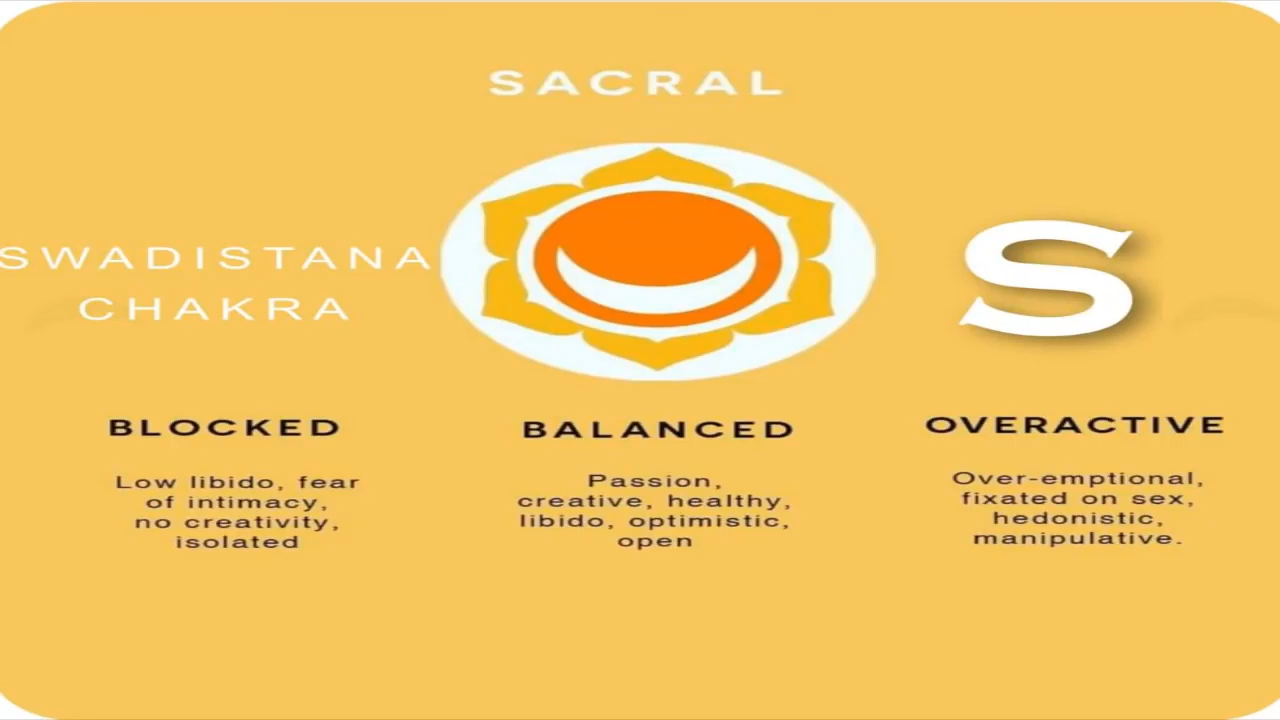 SACRAL
SWADISTANA
CHAKRA
S
BLOCKED
Low libido, fear
of intimacy,
no creativity,
isolated
BALANCED
Passion,
creative, healthy,
libido, optimistic,
open
OVERACTIVE
Over-emptional,
fixated on sex,
hedonistic,
manipulative.